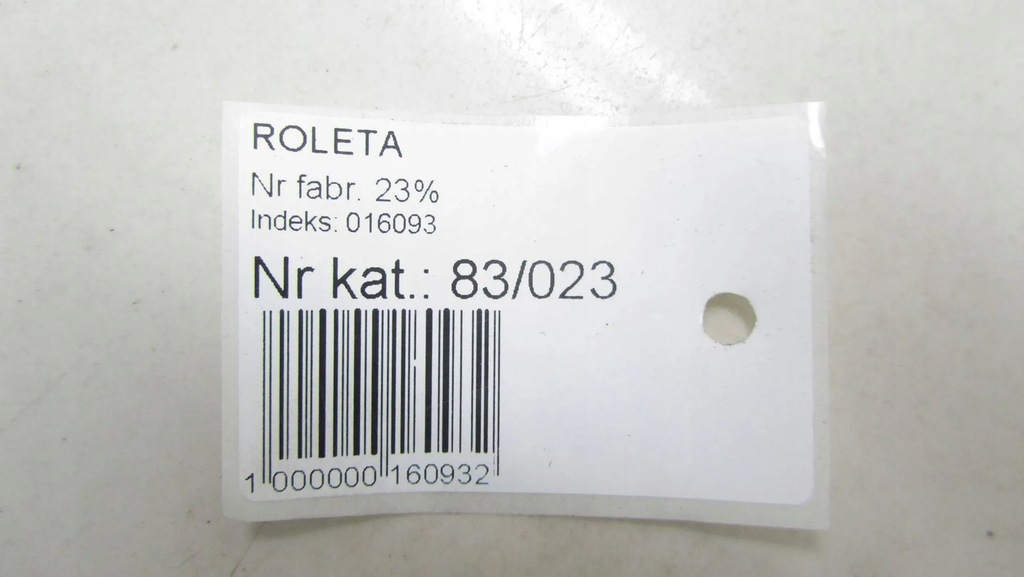 ROLETA
Nr fabr. 23%
Indeks: 016093
Nr kat.: 83/023
1 000000 160932